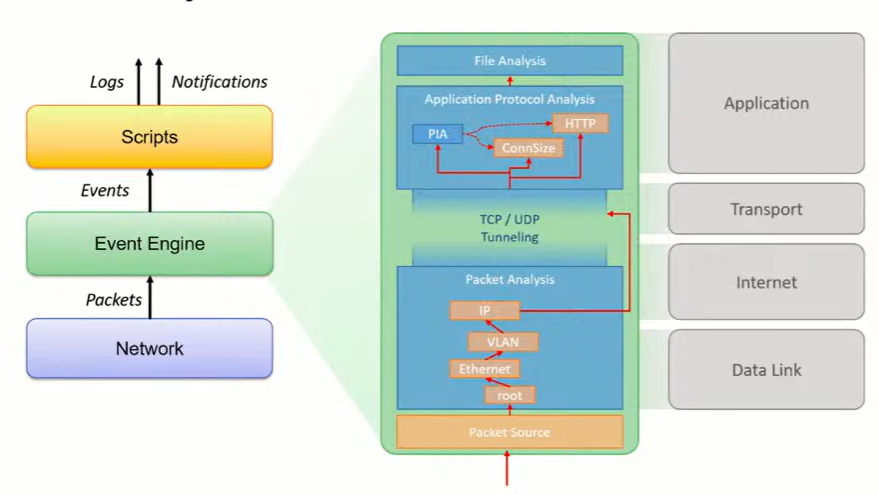 Logs
Notifications
Scripts
Events
Event Engine
Packets
Network
File Analysis
Application Protocol Analysis
HTTP
PIA
ConnSize
TCP / UDP
Tunneling
Packet Analysis
IP
VLAN
Ethernet
root
Packet Source
Application
Transport
Internet
Data Link